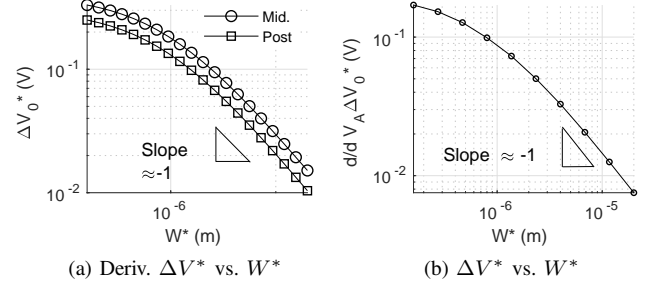 Mid.
Post
ΔV₀* (V)
10⁻¹
10⁻²
Slope
≈-1
10⁻⁶
W* (m)
(a) Deriv. ΔV* vs. W*
d/d V_A ΔV₀* (V)
10⁻¹
10⁻²
Slope ≈ -1
10⁻⁶ 10⁻⁵
W* (m)
(b) ΔV* vs. W*